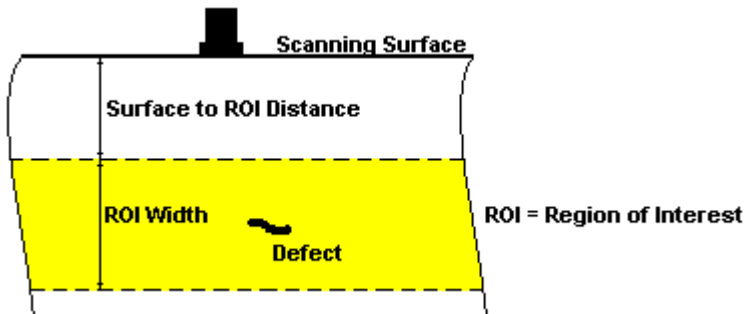 Scanning Surface
Surface to ROI Distance
ROI Width
ROI = Region of Interest
Defect